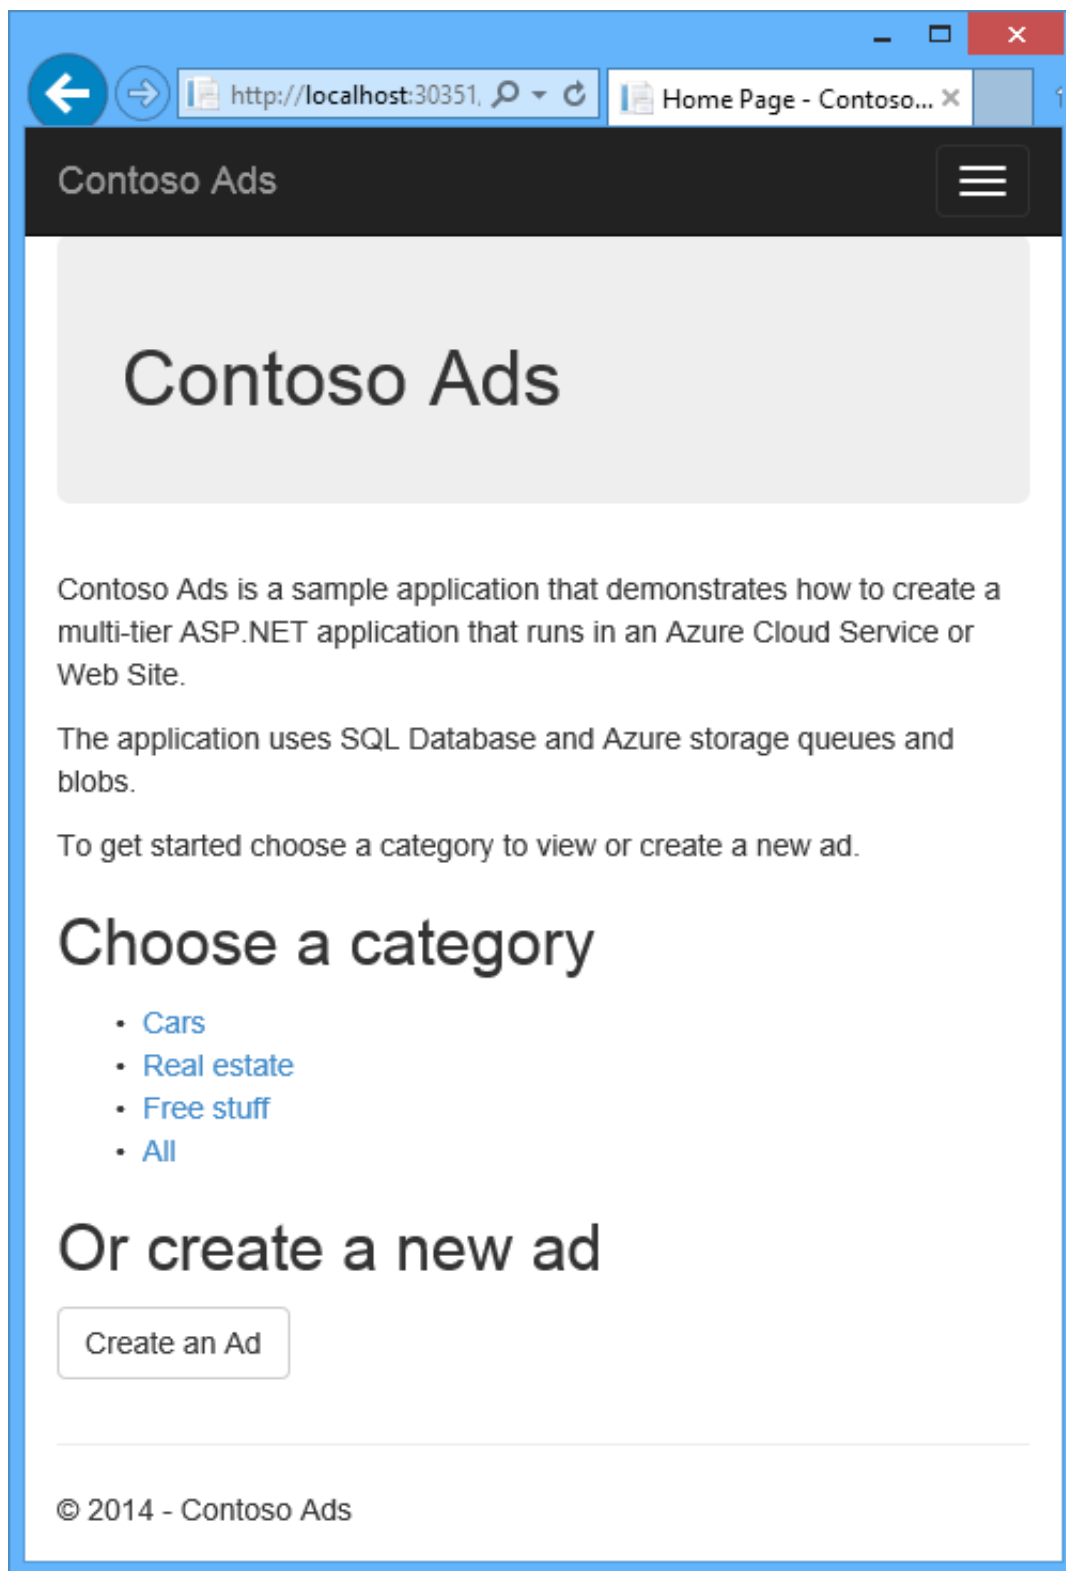 http://localhost:30351,
Home Page - Contoso...
Contoso Ads
Contoso Ads
Contoso Ads is a sample application that demonstrates how to create a
multi-tier ASP.NET application that runs in an Azure Cloud Service or
Web Site.
The application uses SQL Database and Azure storage queues and
blobs.
To get started choose a category to view or create a new ad.
Choose a category
• Cars
• Real estate
• Free stuff
• All
Or create a new ad
Create an Ad
© 2014 - Contoso Ads